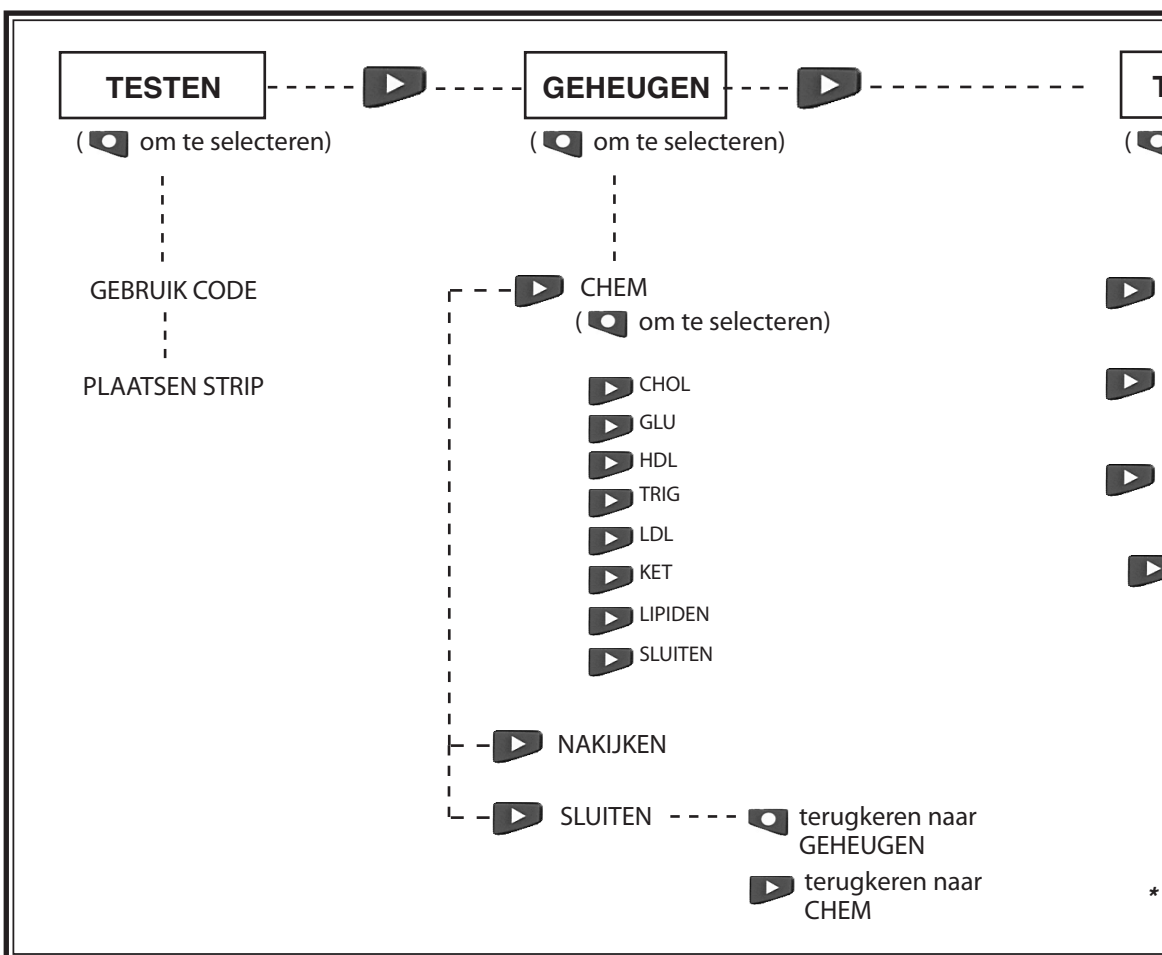 TESTEN
( om te selecteren)
GEBRUIK CODE
PLAATSEN STRIP
GEHEUGEN
( om te selecteren)
CHEM
( om te selecteren)
CHOL
GLU
HDL
TRIG
LDL
KET
LIPIDEN
SLUITEN
NAKIJKEN
SLUITEN
terugkeren naar
GEHEUGEN
terugkeren naar
CHEM
(
*